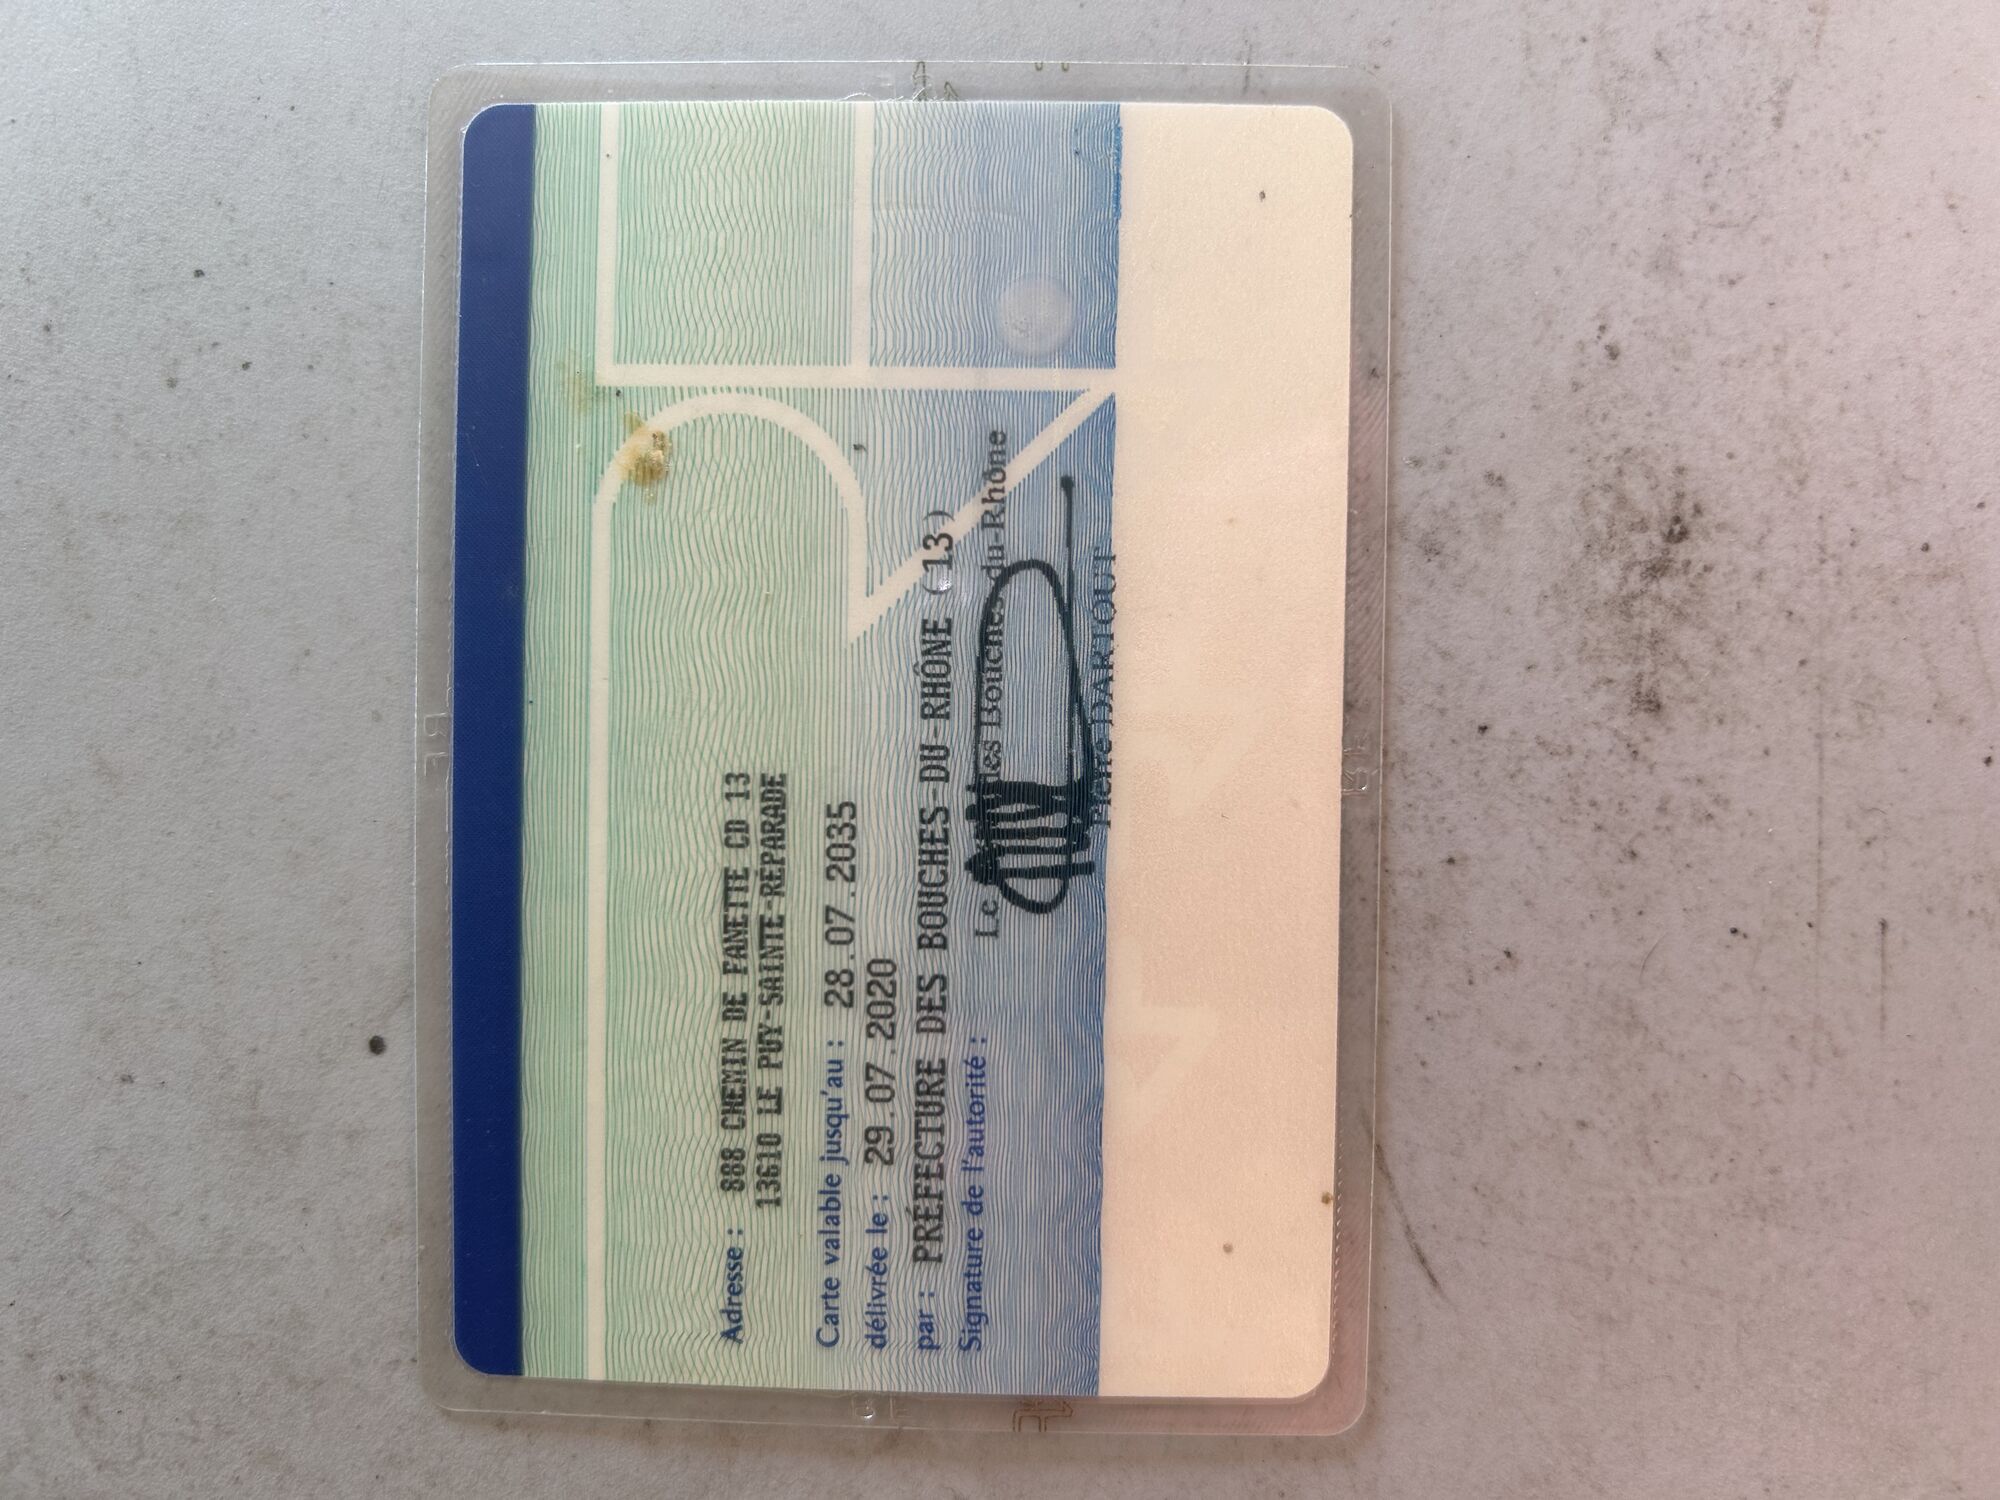 Adresse : 888 CHEMIN DE FANETTE CD 13
13610 LE PUY-SAINTE-RÉPARADE
Carte valable jusqu'au : 28.07.2035
délivrée le : 29.07.2020
par : PRÉFECTURE DES BOUCHES-DU-RHÔNE (13)
Signature de l'autorité :
Le des Bouches-du-Rhône
Pierre DARTOUT